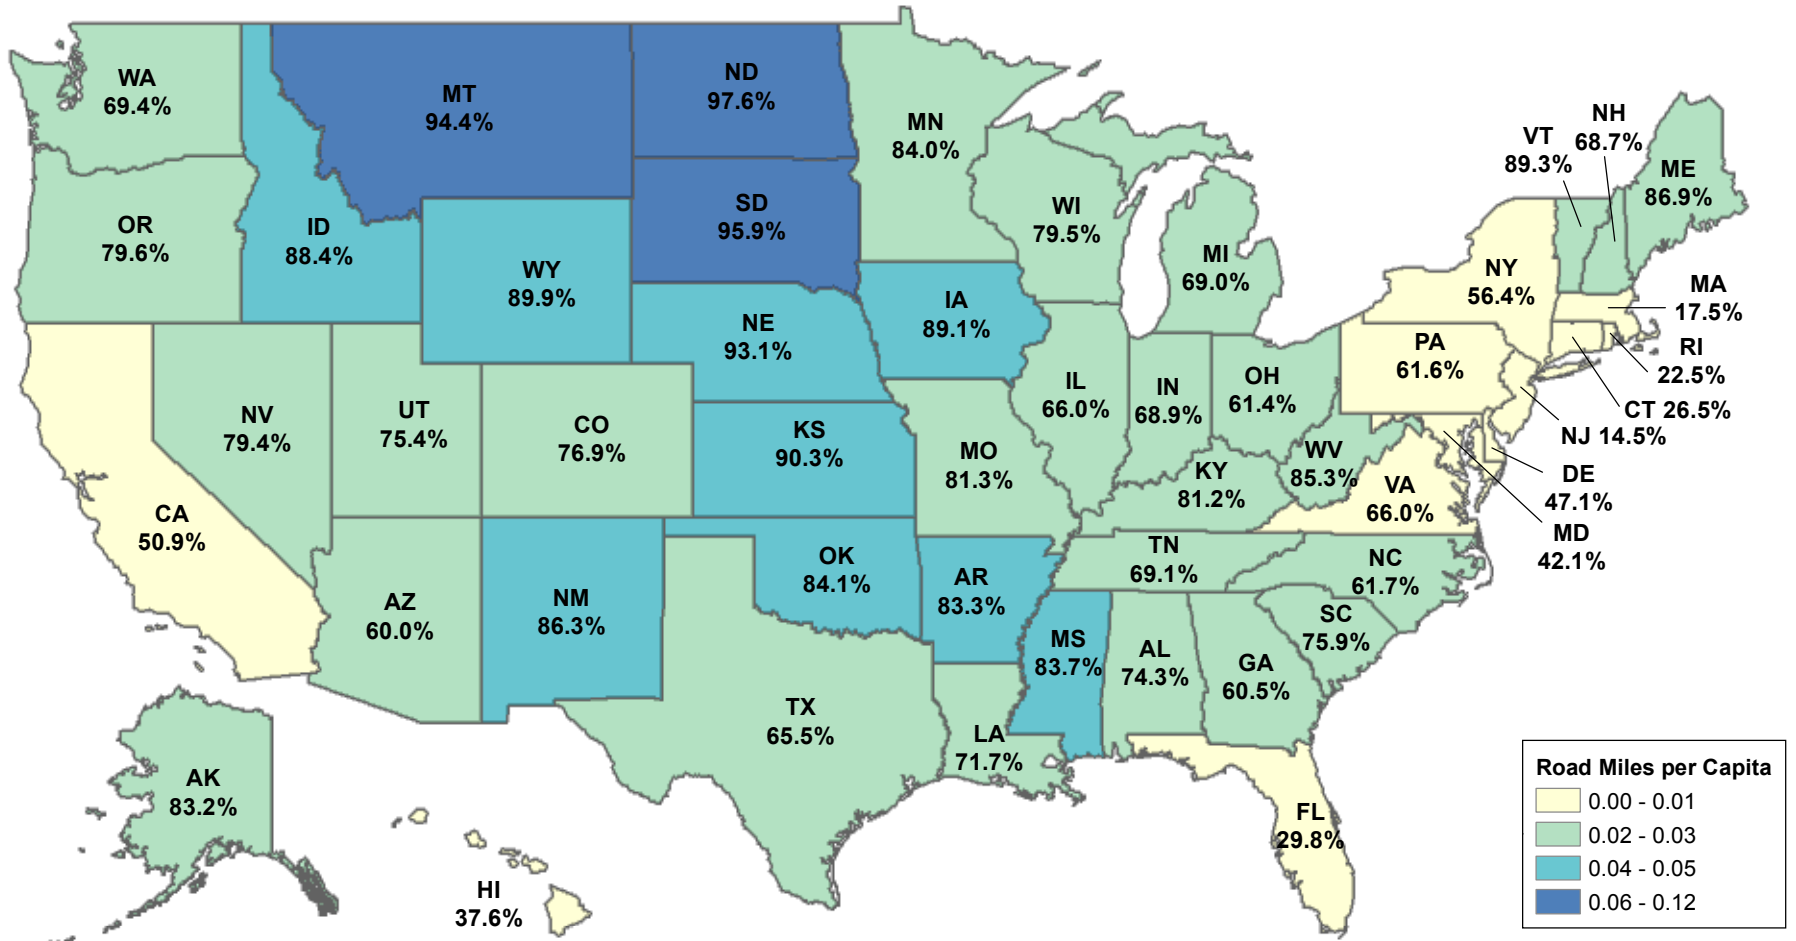 WA
69.4%
MT
94.4%
ND
97.6%
MN
84.0%
VT
89.3%
NH
68.7%
ME
86.9%
OR
79.6%
ID
88.4%
WY
89.9%
SD
95.9%
WI
79.5%
MI
69.0%
NY
56.4%
MA
17.5%
RI
22.5%
CT 26.5%
NJ 14.5%
DE
47.1%
MD
42.1%
NV
79.4%
UT
75.4%
CO
76.9%
NE
93.1%
IA
89.1%
IL
66.0%
IN
68.9%
OH
61.4%
PA
61.6%
CA
50.9%
KS
90.3%
MO
81.3%
KY
81.2%
WV
85.3%
VA
66.0%
AZ
60.0%
NM
86.3%
OK
84.1%
AR
83.3%
TN
69.1%
NC
61.7%
SC
75.9%
MS
83.7%
AL
74.3%
GA
60.5%
TX
65.5%
LA
71.7%
FL
29.8%
AK
83.2%
HI
37.6%
Road Miles per Capita
0.00 - 0.01
0.02 - 0.03
0.04 - 0.05
0.06 - 0.12